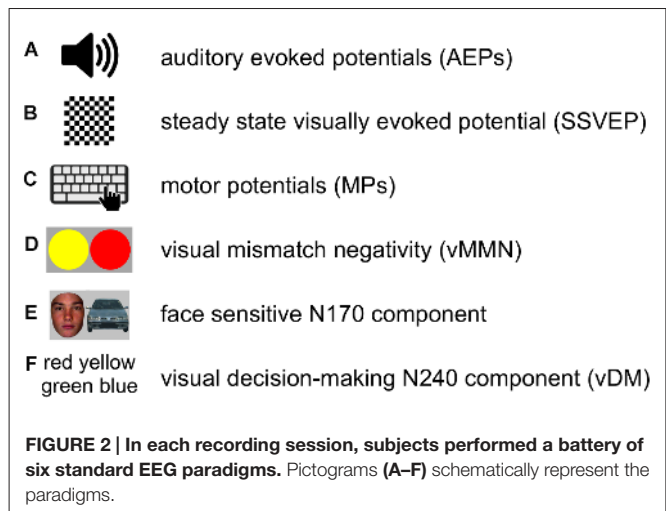 A auditory evoked potentials (AEPs)
B steady state visually evoked potential (SSVEP)
C motor potentials (MPs)
D visual mismatch negativity (vMMN)
E face sensitive N170 component
F red yellow
green blue visual decision-making N240 component (vDM)
FIGURE 2 | In each recording session, subjects performed a battery of
six standard EEG paradigms. Pictograms (A–F) schematically represent the
paradigms.